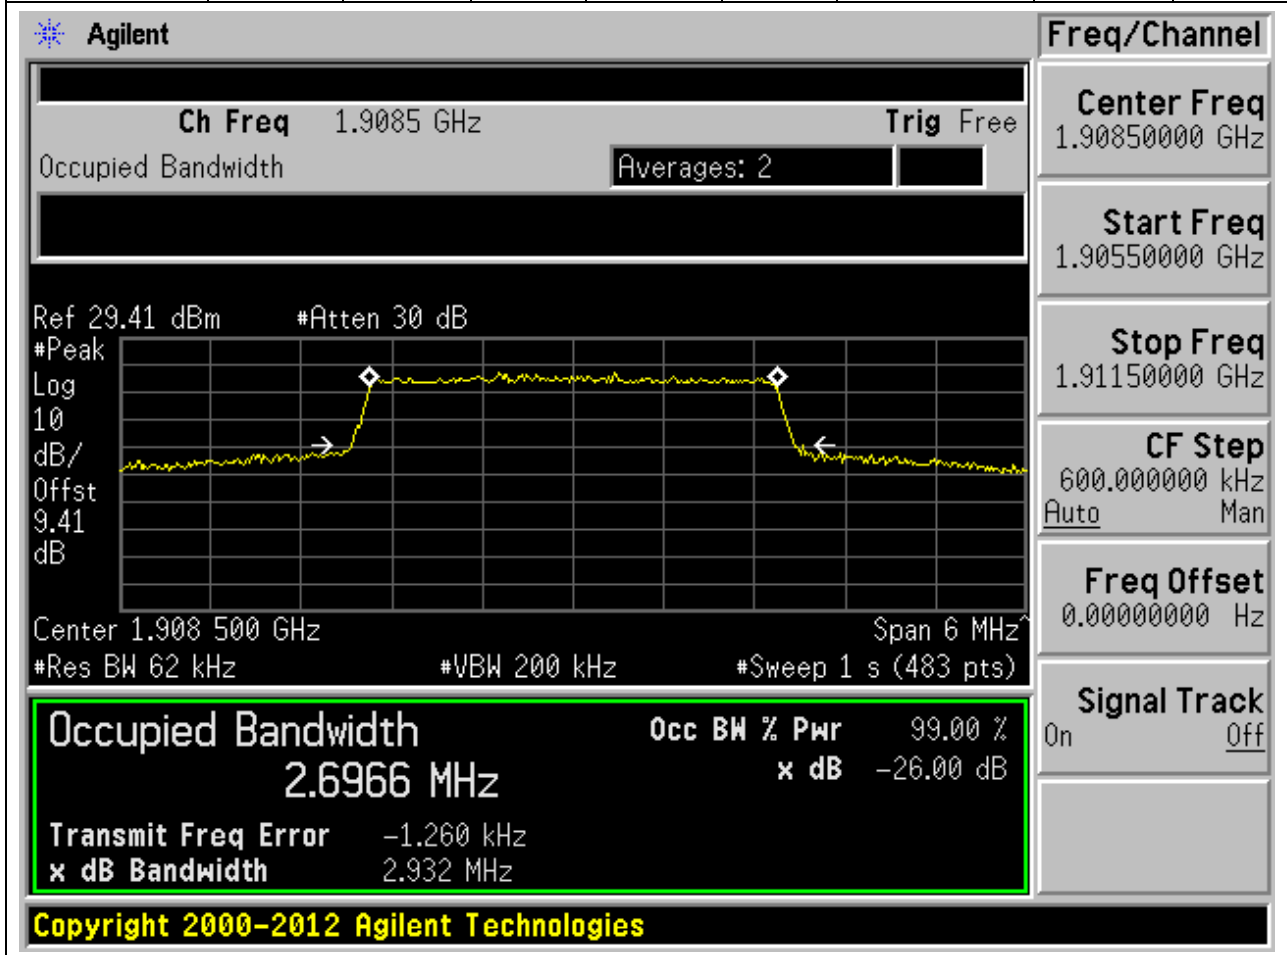 Agilent
Freq/Channel
Ch Freq 1.9085 GHz Trig Free
Occupied Bandwidth Averages: 2
Center Freq
1.90850000 GHz
Start Freq
1.90550000 GHz
Stop Freq
1.91150000 GHz
CF Step
600.000000 kHz
Auto Man
Freq Offset
0.00000000 Hz
Signal Track
On Off
Ref 29.41 dBm #Atten 30 dB
#Peak
Log
10
dB/
Offst
9.41
dB
Center 1.908 500 GHz Span 6 MHz^
#Res BW 62 kHz #VBW 200 kHz #Sweep 1 s (483 pts)
Occupied Bandwidth Occ BW % Pwr 99.00 %
2.6966 MHz x dB -26.00 dB
Transmit Freq Error -1.260 kHz
x dB Bandwidth 2.932 MHz
Copyright 2000-2012 Agilent Technologies